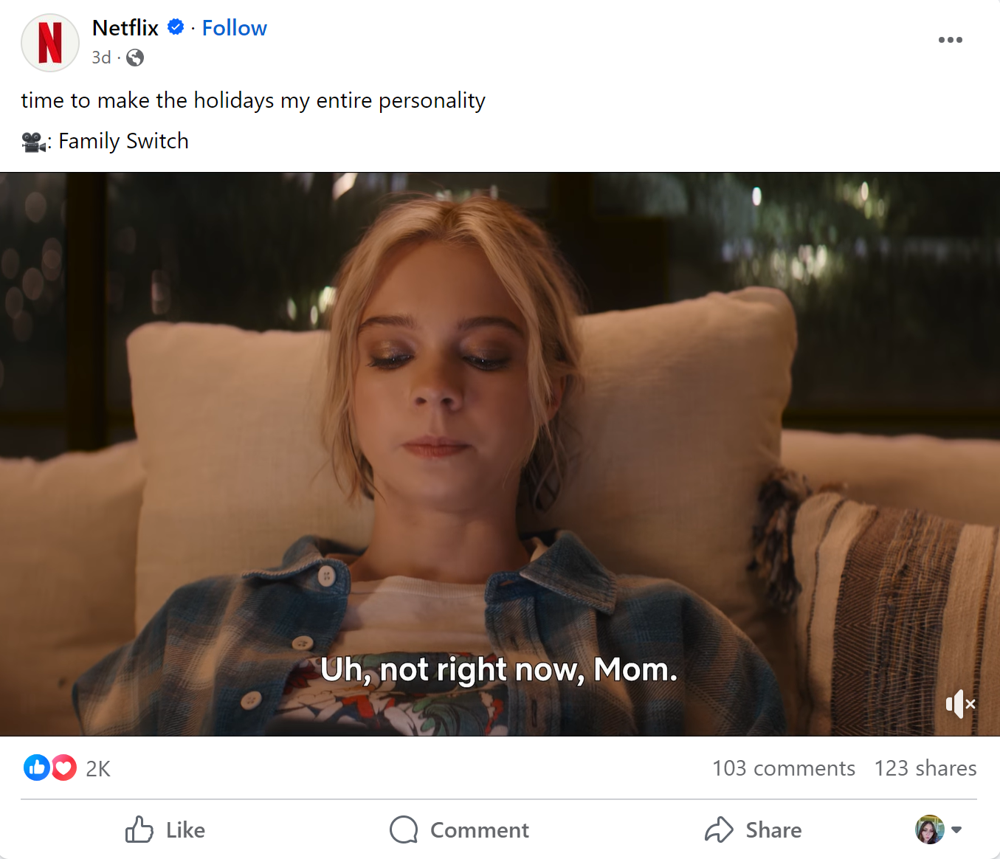 Netflix · Follow
3d ·
time to make the holidays my entire personality
🎥: Family Switch
Uh, not right now, Mom.
2K 103 comments 123 shares
Like Comment Share